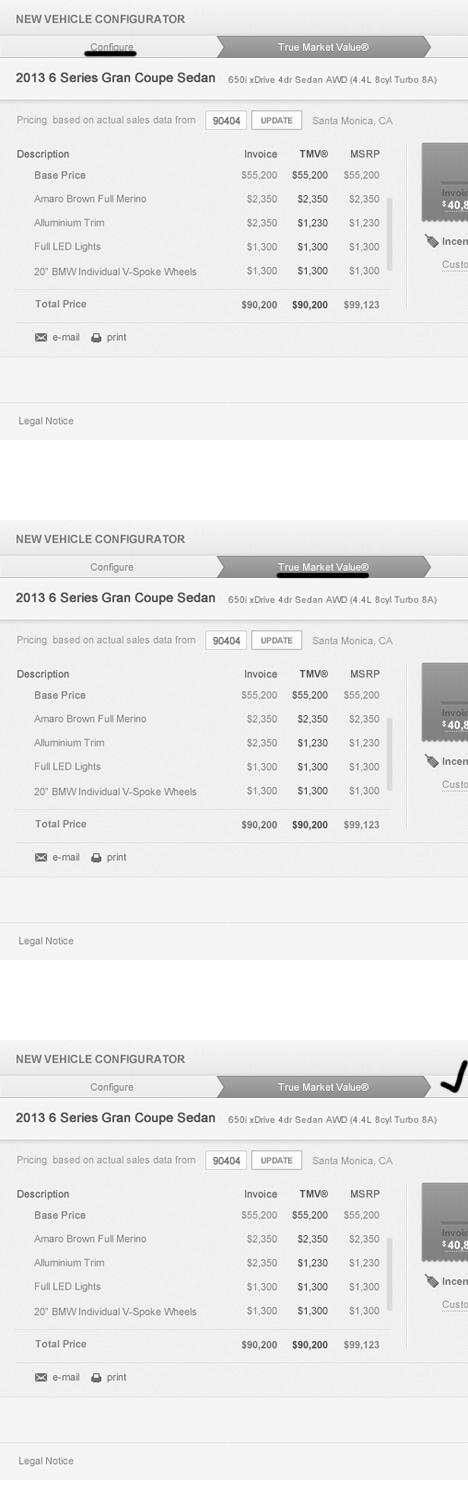 NEW VEHICLE CONFIGURATOR
Configure True Market Value®
2013 6 Series Gran Coupe Sedan 650i xDrive 4dr Sedan AWD (4.4L 8cyl Turbo 8A)
Pricing based on actual sales data from 90404 UPDATE Santa Monica, CA
Description Invoice TMV® MSRP
Base Price $55,200 $55,200 $55,200
Amaro Brown Full Merino $2,350 $2,350 $2,350
Alluminium Trim $2,350 $1,230 $1,230
Full LED Lights $1,300 $1,300 $1,300
20" BMW Individual V-Spoke Wheels $1,300 $1,300 $1,300
Total Price $90,200 $90,200 $99,123
e-mail print
$40,8
Legal Notice
NEW VEHICLE CONFIGURATOR
Configure True Market Value®
2013 6 Series Gran Coupe Sedan 650i xDrive 4dr Sedan AWD (4.4L 8cyl Turbo 8A)
Pricing based on actual sales data from 90404 UPDATE Santa Monica, CA
Description Invoice TMV® MSRP
Base Price $55,200 $55,200 $55,200
Amaro Brown Full Merino $2,350 $2,350 $2,350
Alluminium Trim $2,350 $1,230 $1,230
Full LED Lights $1,300 $1,300 $1,300
20" BMW Individual V-Spoke Wheels $1,300 $1,300 $1,300
Total Price $90,200 $90,200 $99,123
e-mail print
$40,8
Legal Notice
NEW VEHICLE CONFIGURATOR
Configure True Market Value®
2013 6 Series Gran Coupe Sedan 650i xDrive 4dr Sedan AWD (4.4L 8cyl Turbo 8A)
Pricing based on actual sales data from 90404 UPDATE Santa Monica, CA
Description Invoice TMV® MSRP
Base Price $55,200 $55,200 $55,200
Amaro Brown Full Merino $2,350 $2,350 $2,350
Alluminium Trim $2,350 $1,230 $1,230
Full LED Lights $1,300 $1,300 $1,300
20" BMW Individual V-Spoke Wheels $1,300 $1,300 $1,300
Total Price $90,200 $90,200 $99,123
e-mail print
$40,8
Legal Notice